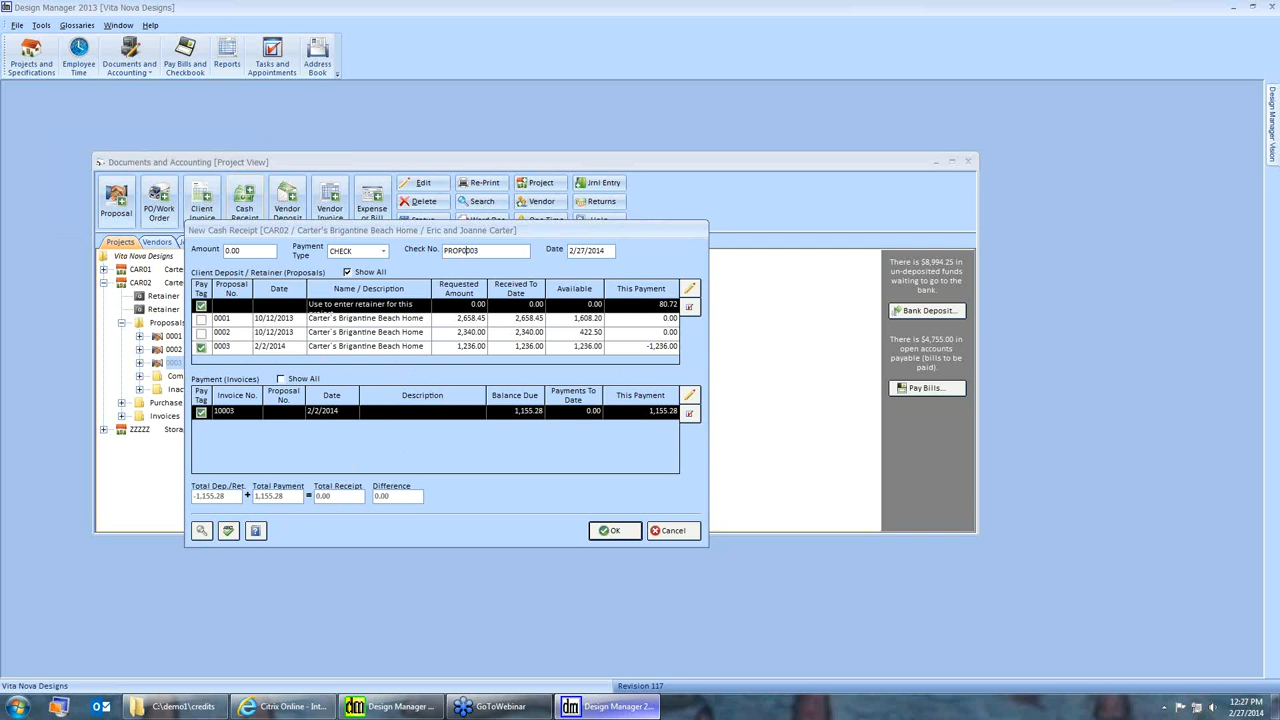 Design Manager 2013 [Vita Nova Designs]
File Tools Glossaries Window Help
Projects and Specifications
Employee Time
Documents and Accounting
Pay Bills and Checkbook
Reports
Tasks and Appointments
Address Book
Design Manager Vision
Documents and Accounting [Project View]
Proposal
PO/Work Order
Client Invoice
Cash Receipt
Vendor Deposit
Vendor Invoice
Expense or Bill
Edit Re-Print Project Jrnl Entry
Delete Search Vendor Returns
Projects Vendors
Vita Nova Designs
CAR01 Carte
CAR02 Carte
Retainer
Retainer
Proposals
0001
0002
0003
Com
Inac
Purchase
Invoices
ZZZZZ Stora
New Cash Receipt [CAR02 / Carter's Brigantine Beach Home / Eric and Joanne Carter]
Amount 0.00 Payment Type CHECK Check No. PROP0003 Date 2/27/2014
Client Deposit / Retainer (Proposals) Show All
Pay Tag Proposal No. Date Name / Description Requested Amount Received To Date Available This Payment
Use to enter retainer for this 0.00 0.00 0.00 80.72
0001 10/12/2013 Carter`s Brigantine Beach Home 2,658.45 2,658.45 1,608.20 0.00
0002 10/12/2013 Carter`s Brigantine Beach Home 2,340.00 2,340.00 422.50 0.00
0003 2/2/2014 Carter`s Brigantine Beach Home 1,236.00 1,236.00 1,236.00 -1,236.00
Payment (Invoices) Show All
Pay Tag Invoice No. Proposal No. Date Description Balance Due Payments To Date This Payment
10003 2/2/2014 1,155.28 0.00 1,155.28
Total Dep./Ret. Total Payment Total Receipt Difference
-1,155.28 + 1,155.28 = 0.00 0.00
OK Cancel
There is $8,994.25 in un-deposited funds waiting to go to the bank.
Bank Deposit...
There is $4,755.00 in open accounts payable (bills to be paid).
Pay Bills...
Vita Nova Designs Revision 117
C:\demo1\credits
Citrix Online - Int...
Design Manager ...
GoToWebinar
Design Manager 2...
12:27 PM
2/27/2014